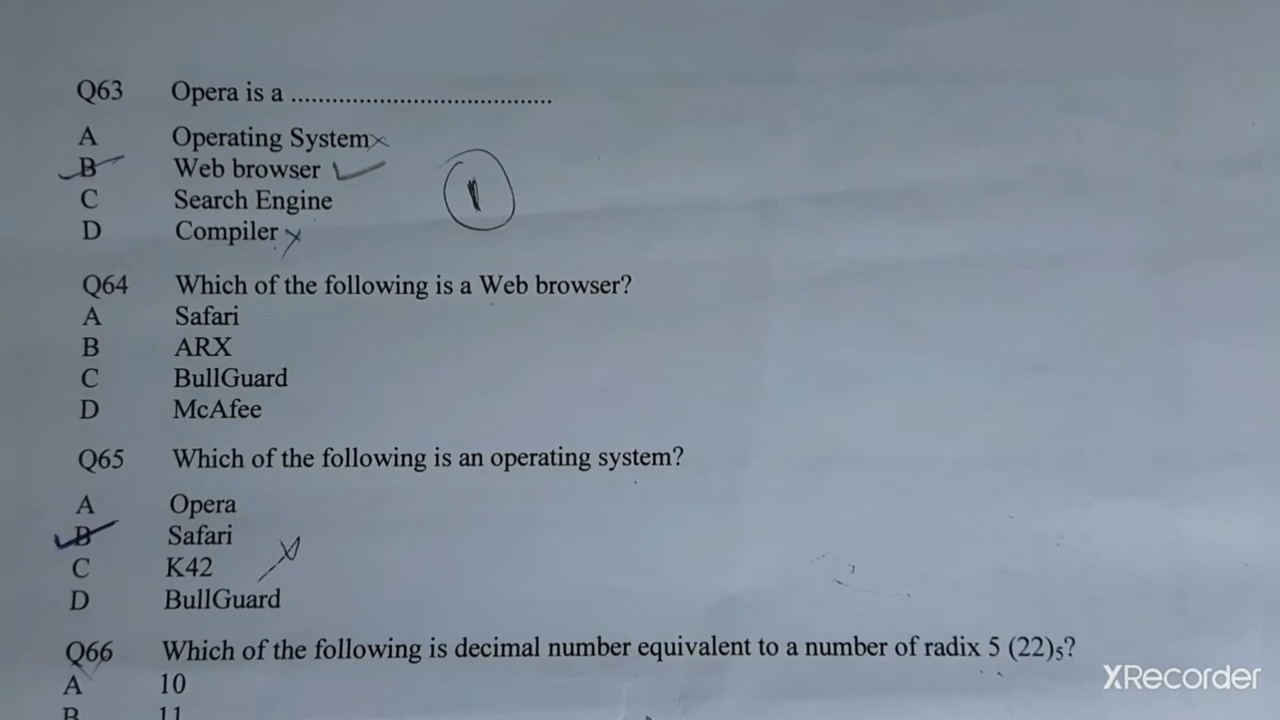 Q63 Opera is a ......................................
A Operating System
B Web browser
C Search Engine
D Compiler
Q64 Which of the following is a Web browser?
A Safari
B ARX
C BullGuard
D McAfee
Q65 Which of the following is an operating system?
A Opera
B Safari
C K42
D BullGuard
Q66 Which of the following is decimal number equivalent to a number of radix 5 (22)₅?
A 10
B 11
XRecorder